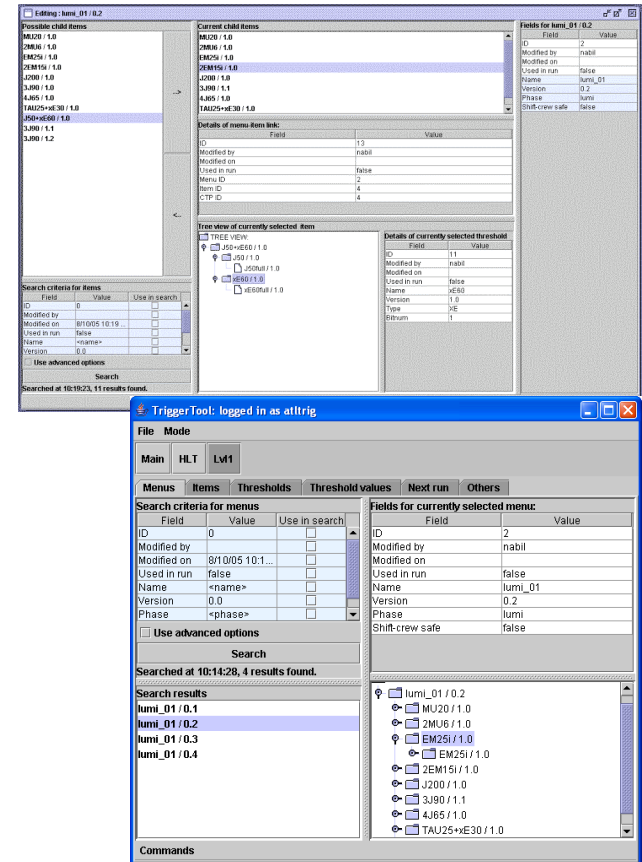 Editing : lumi_01 / 0.2
Possible child items
MU20 / 1.0
2MU6 / 1.0
EM25i / 1.0
2EM15i / 1.0
J200 / 1.0
3J90 / 1.0
4J65 / 1.0
TAU25+xE30 / 1.0
J50+xE60 / 1.0
3J90 / 1.1
3J90 / 1.2
-->
<--
Search criteria for items
Field Value Use in search
ID 0
Modified by
Modified on 8/10/05 10:19 ...
Used in run false
Name <name>
Version 0.0
Use advanced options
Search
Searched at 10:19:23, 11 results found.
Current child items
MU20 / 1.0
2MU6 / 1.0
EM25i / 1.0
2EM15i / 1.0
J200 / 1.0
3J90 / 1.0
4J65 / 1.0
TAU25+xE30 / 1.0
Details of menu-item link:
Field Value
ID 13
Modified by nabil
Modified on
Used in run false
Menu ID 2
Item ID 4
CTP ID 4
Tree view of currently selected item
TREE VIEW:
J50+xE60 / 1.0
J50 / 1.0
J50full / 1.0
xE60 / 1.0
xE60full / 1.0
Details of currently selected threshold
Field Value
ID 11
Modified by nabil
Modified on
Used in run false
Name xE60
Version 1.0
Type XE
Bitnum 1
Fields for lumi_01 / 0.2
Field Value
ID 2
Modified by nabil
Modified on
Used in run false
Name lumi_01
Version 0.2
Phase lumi
Shift-crew safe false
TriggerTool: logged in as atltrig
File Mode
Main HLT Lvl1
Menus Items Thresholds Threshold values Next run Others
Search criteria for menus
Field Value Use in search
ID 0
Modified by
Modified on 8/10/05 10:1...
Used in run false
Name <name>
Version 0.0
Phase <phase>
Use advanced options
Search
Searched at 10:14:28, 4 results found.
Search results
lumi_01 / 0.1
lumi_01 / 0.2
lumi_01 / 0.3
lumi_01 / 0.4
Fields for currently selected menu:
Field Value
ID 2
Modified by nabil
Modified on
Used in run false
Name lumi_01
Version 0.2
Phase lumi
Shift-crew safe false
lumi_01 / 0.2
MU20 / 1.0
2MU6 / 1.0
EM25i / 1.0
EM25i / 1.0
2EM15i / 1.0
J200 / 1.0
3J90 / 1.1
4J65 / 1.0
TAU25+xE30 / 1.0
Commands